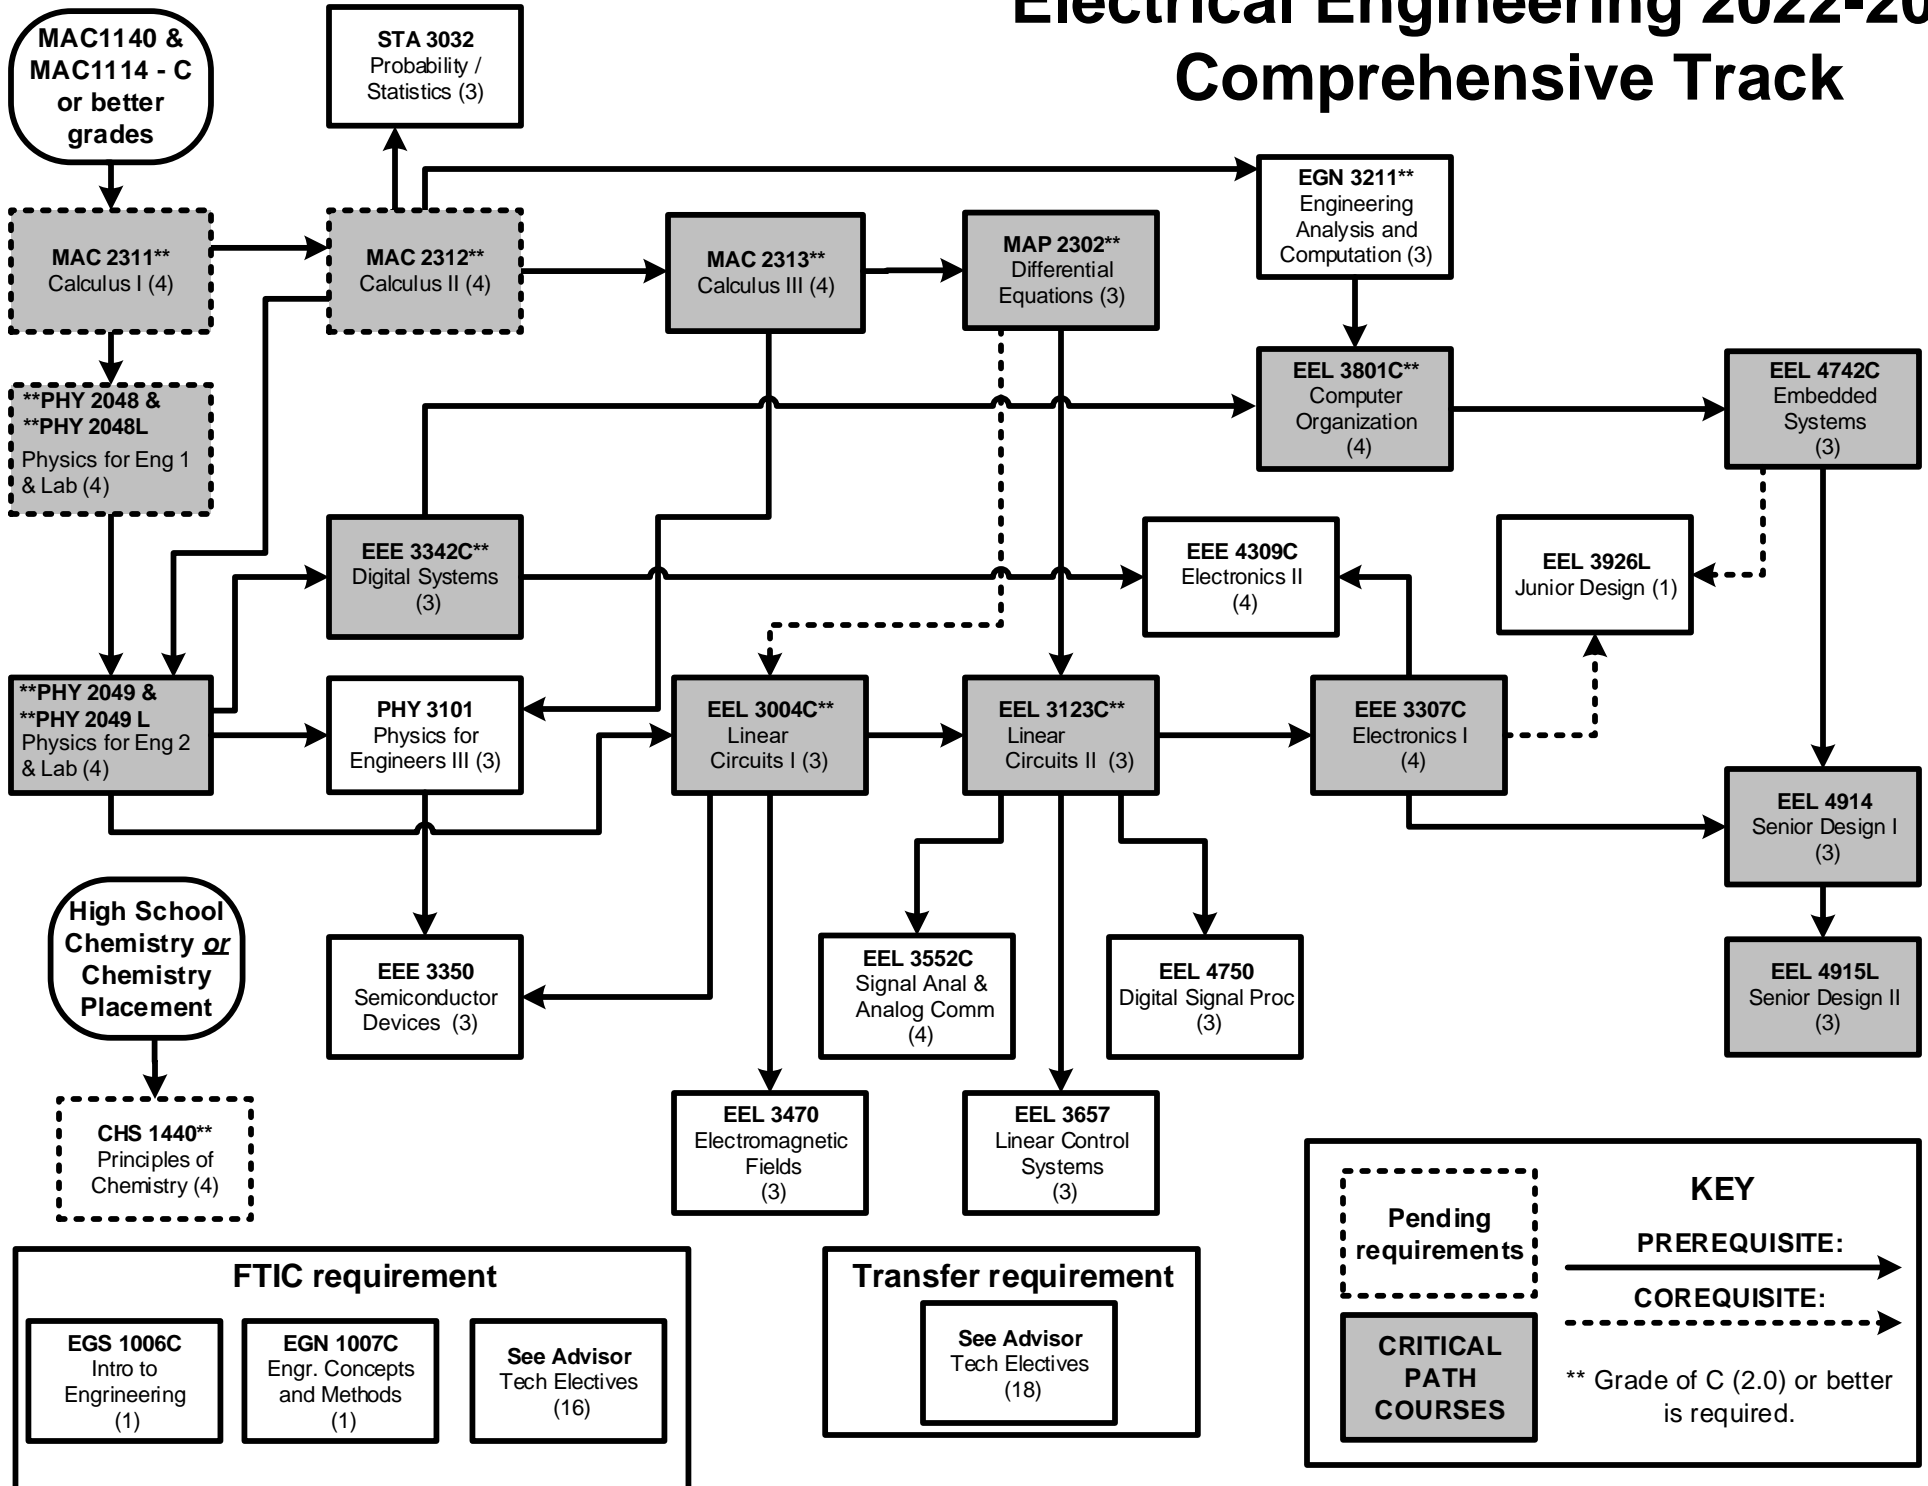 Electrical Engineering 2022-20
Comprehensive Track
MAC1140 &
MAC1114 - C
or better
grades
STA 3032
Probability /
Statistics (3)
EGN 3211**
Engineering
Analysis and
Computation (3)
MAC 2311**
Calculus I (4)
MAC 2312**
Calculus II (4)
MAC 2313**
Calculus III (4)
MAP 2302**
Differential
Equations (3)
EEL 3801C**
Computer
Organization
(4)
EEL 4742C
Embedded
Systems
(3)
**PHY 2048 &
**PHY 2048L
Physics for Eng 1
& Lab (4)
EEE 3342C**
Digital Systems
(3)
EEE 4309C
Electronics II
(4)
EEL 3926L
Junior Design (1)
**PHY 2049 &
**PHY 2049 L
Physics for Eng 2
& Lab (4)
PHY 3101
Physics for
Engineers III (3)
EEL 3004C**
Linear
Circuits I (3)
EEL 3123C**
Linear
Circuits II (3)
EEE 3307C
Electronics I
(4)
EEL 4914
Senior Design I
(3)
High School
Chemistry or
Chemistry
Placement
EEE 3350
Semiconductor
Devices (3)
EEL 3552C
Signal Anal &
Analog Comm
(4)
EEL 4750
Digital Signal Proc
(3)
EEL 4915L
Senior Design II
(3)
CHS 1440**
Principles of
Chemistry (4)
EEL 3470
Electromagnetic
Fields
(3)
EEL 3657
Linear Control
Systems
(3)
FTIC requirement
EGS 1006C
Intro to
Engrineering
(1)
EGN 1007C
Engr. Concepts
and Methods
(1)
See Advisor
Tech Electives
(16)
Transfer requirement
See Advisor
Tech Electives
(18)
KEY
Pending
requirements
PREREQUISITE:
COREQUISITE:
CRITICAL
PATH
COURSES
** Grade of C (2.0) or better
is required.